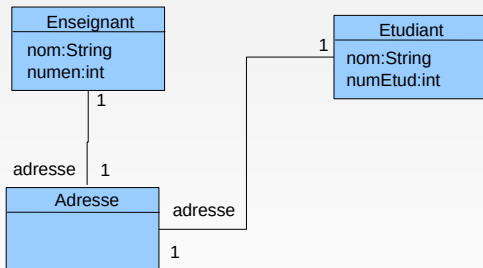 Enseignant
nom:String
numen:int
Etudiant
nom:String
numEtud:int
1
1
adresse 1
Adresse
adresse
1